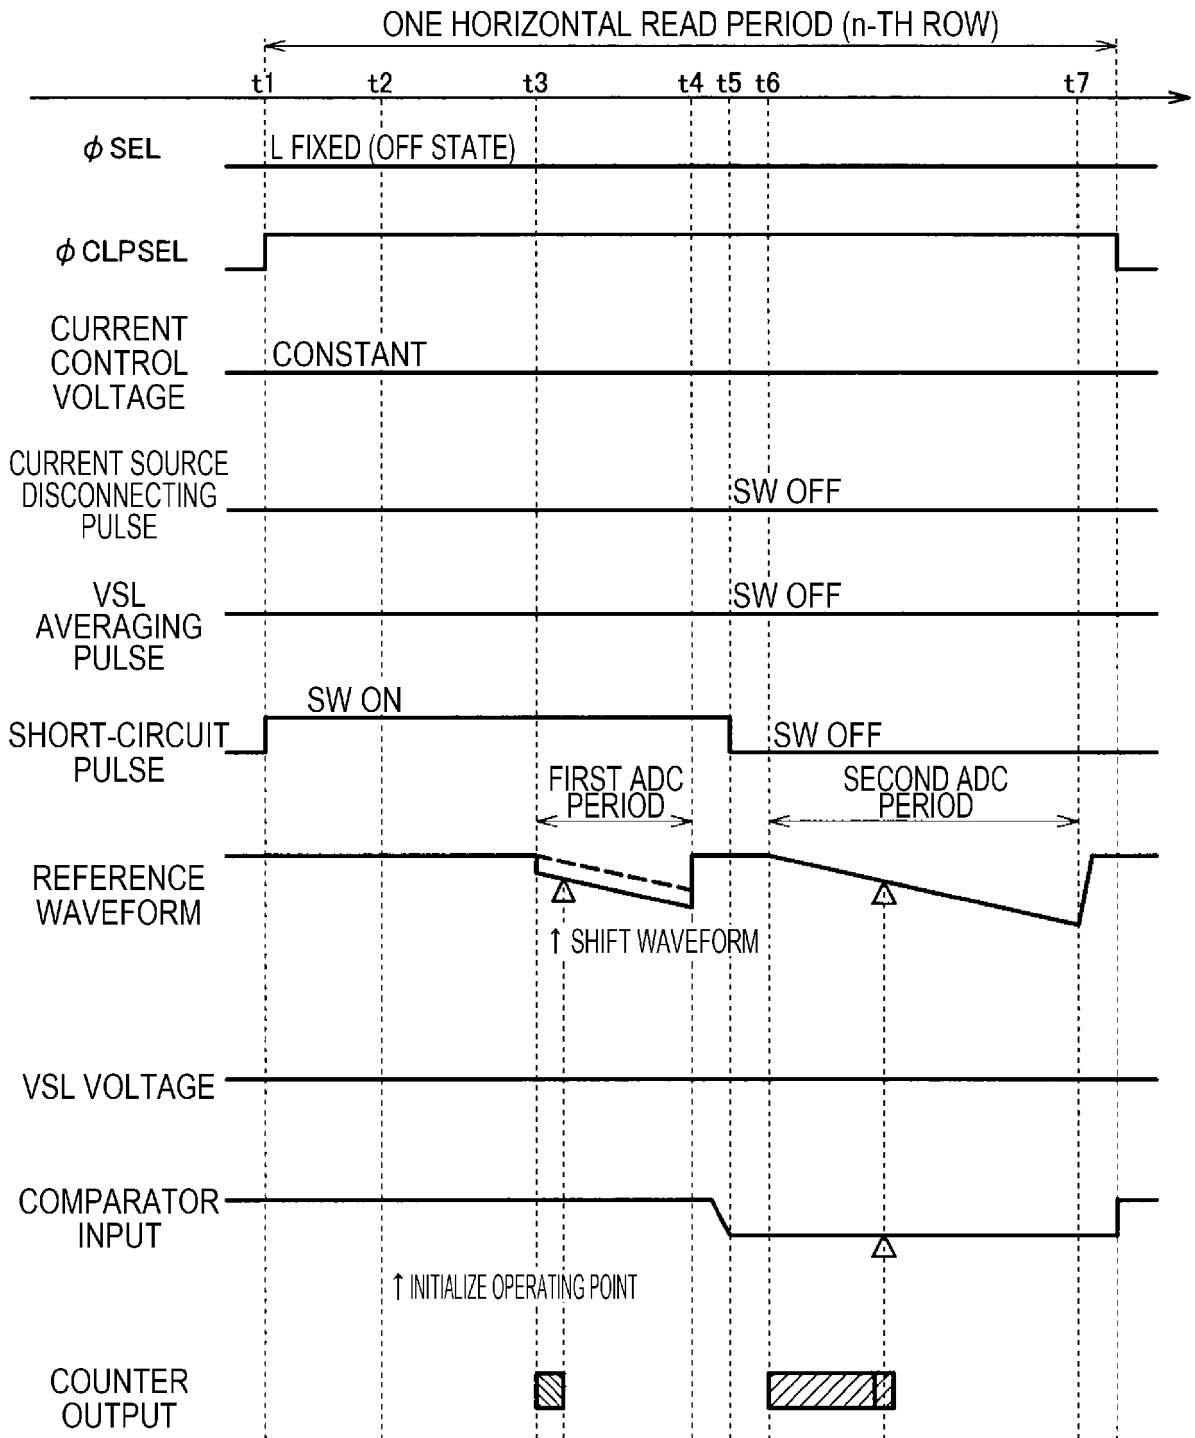 ONE HORIZONTAL READ PERIOD (n-TH ROW)
t1 t2 t3 t4 t5 t6 t7
ϕ SEL
L FIXED (OFF STATE)
ϕ CLPSEL
CURRENT
CONTROL
VOLTAGE
CONSTANT
CURRENT SOURCE
DISCONNECTING
PULSE
SW OFF
VSL
AVERAGING
PULSE
SW OFF
SHORT-CIRCUIT
PULSE
SW ON
SW OFF
FIRST ADC
PERIOD
SECOND ADC
PERIOD
REFERENCE
WAVEFORM
↑ SHIFT WAVEFORM
VSL VOLTAGE
COMPARATOR
INPUT
↑ INITIALIZE OPERATING POINT
COUNTER
OUTPUT